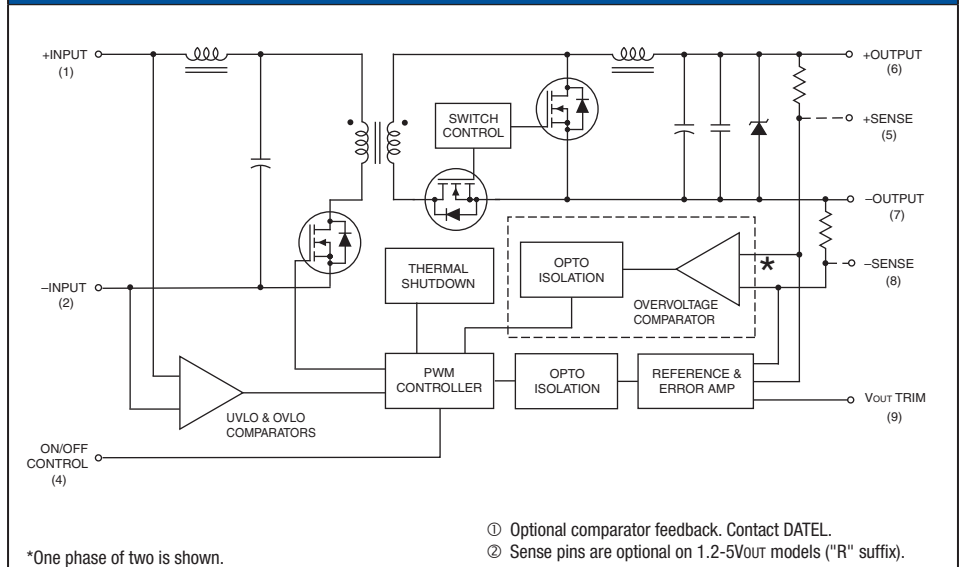 +INPUT
(1)
+OUTPUT
(6)
SWITCH
CONTROL
+SENSE
(5)
–OUTPUT
(7)
THERMAL
SHUTDOWN
OPTO
ISOLATION
*
–SENSE
(8)
–INPUT
(2)
OVERVOLTAGE
COMPARATOR
PWM
CONTROLLER
OPTO
ISOLATION
REFERENCE &
ERROR AMP
VOUT TRIM
(9)
UVLO & OVLO
COMPARATORS
ON/OFF
CONTROL
(4)
*One phase of two is shown.
① Optional comparator feedback. Contact DATEL.
② Sense pins are optional on 1.2-5VOUT models ("R" suffix).